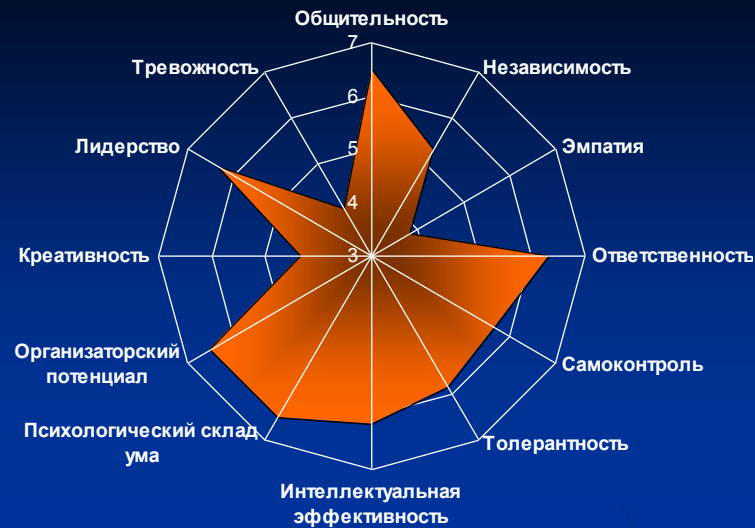 Общительность
7
Тревожность
Независимость
6
Лидерство
5
Эмпатия
4
Креативность
3
Ответственность
Организаторский
потенциал
Самоконтроль
Психологический склад
ума
Толерантность
Интеллектуальная
эффективность